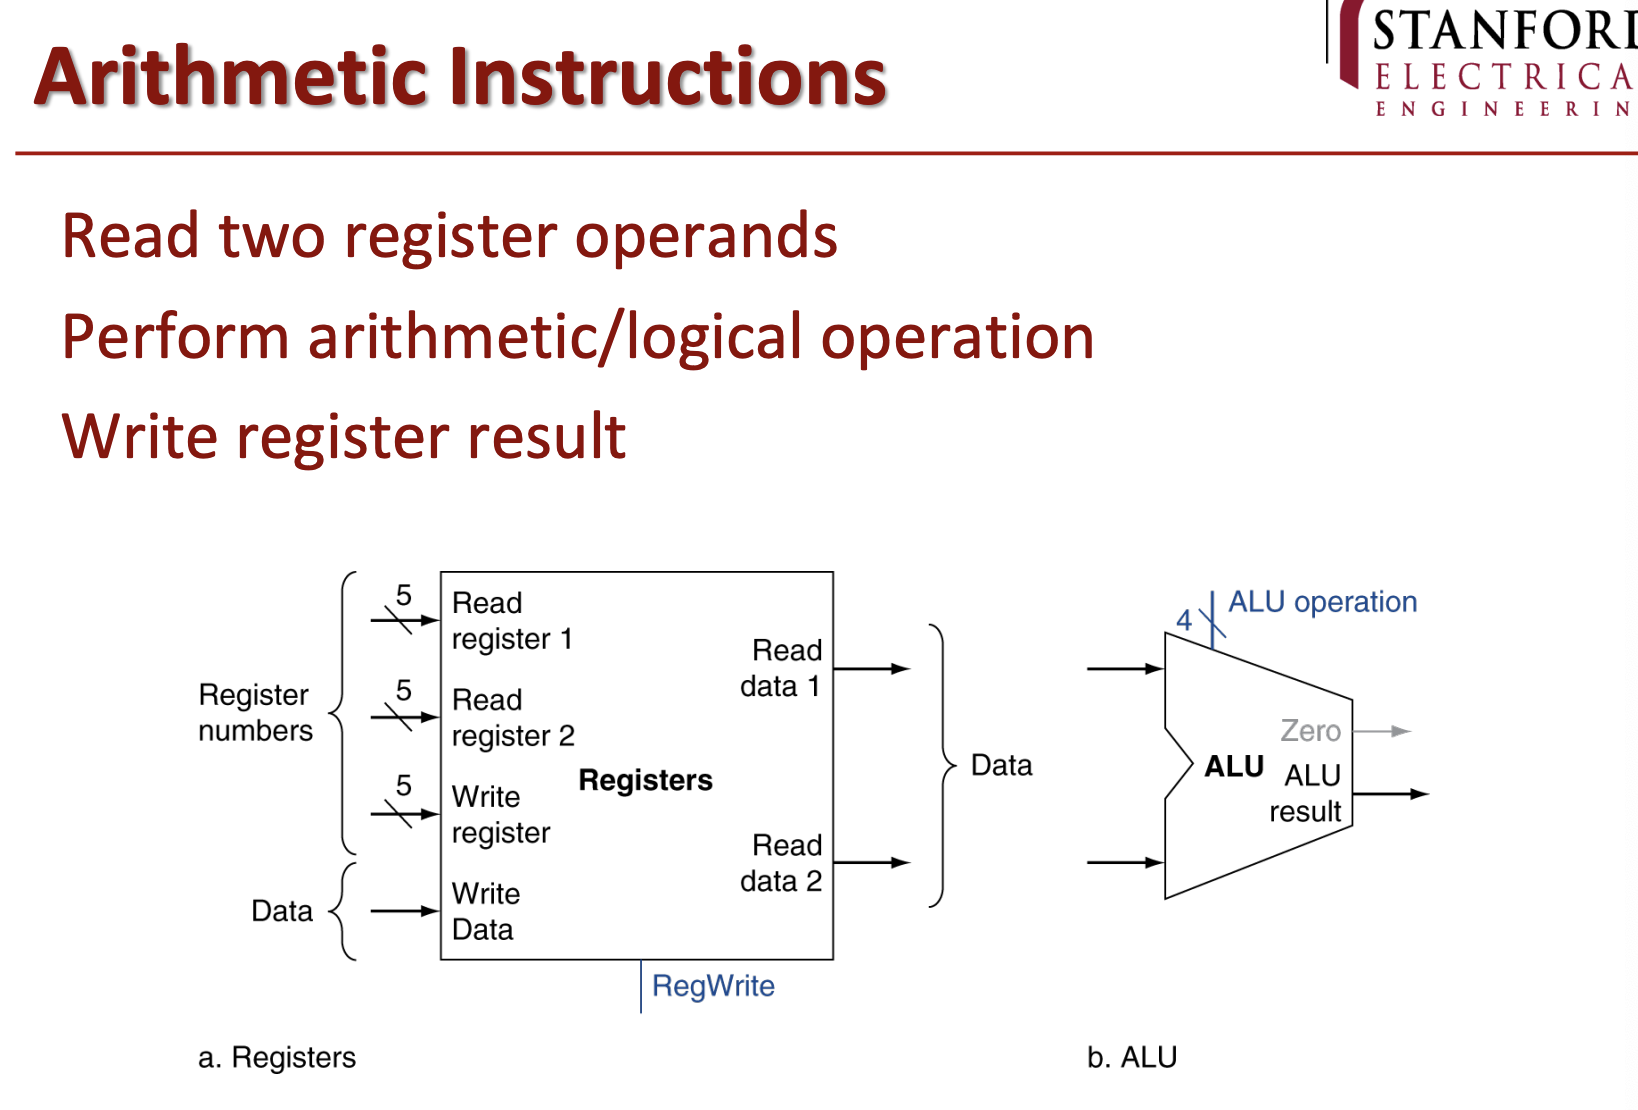 Arithmetic Instructions
STANFORD
ELECTRICA
ENGINEERIN
Read two register operands
Perform arithmetic/logical operation
Write register result
Register
numbers
Data
5
Read
register 1
5
Read
register 2
5
Write
register
Write
Data
Registers
Read
data 1
Read
data 2
RegWrite
Data
4
ALU operation
Zero
ALU
ALU
result
a. Registers
b. ALU